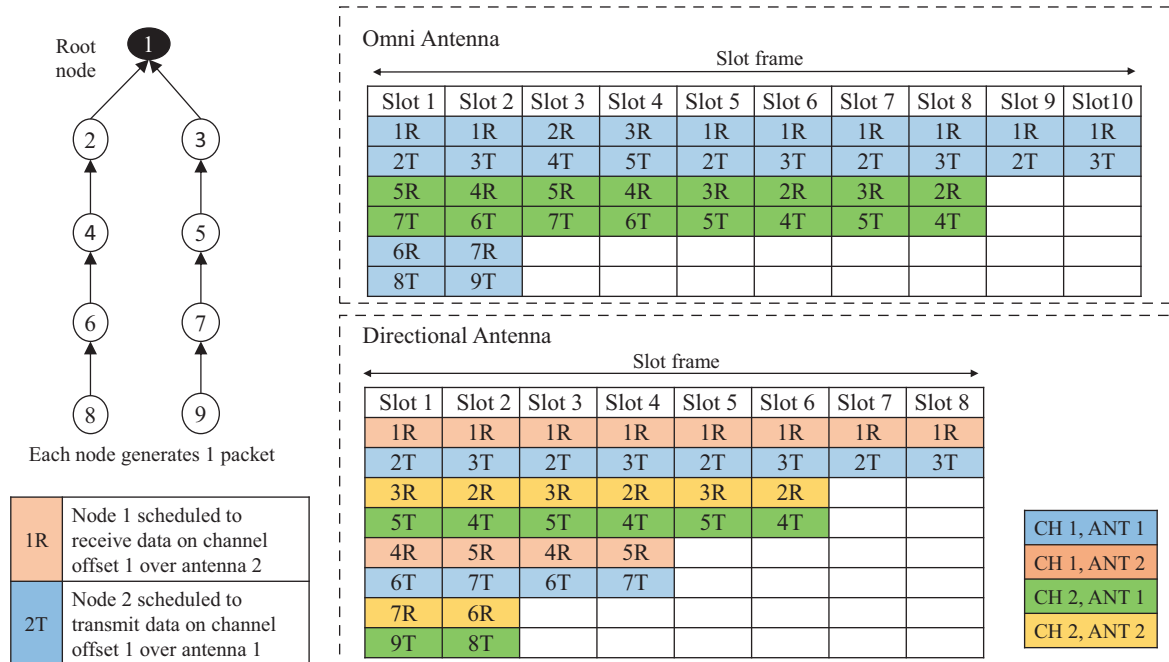 Root
node
1
2
3
4
5
6
7
8
9
Each node generates 1 packet
1R
Node 1 scheduled to
receive data on channel
offset 1 over antenna 2
2T
Node 2 scheduled to
transmit data on channel
offset 1 over antenna 1
Omni Antenna
Slot frame
Slot 1 Slot 2 Slot 3 Slot 4 Slot 5 Slot 6 Slot 7 Slot 8 Slot 9 Slot10
1R 1R 2R 3R 1R 1R 1R 1R 1R 1R
2T 3T 4T 5T 2T 3T 2T 3T 2T 3T
5R 4R 5R 4R 3R 2R 3R 2R
7T 6T 7T 6T 5T 4T 5T 4T
6R 7R
8T 9T
Directional Antenna
Slot frame
Slot 1 Slot 2 Slot 3 Slot 4 Slot 5 Slot 6 Slot 7 Slot 8
1R 1R 1R 1R 1R 1R 1R 1R
2T 3T 2T 3T 2T 3T 2T 3T
3R 2R 3R 2R 3R 2R
5T 4T 5T 4T 5T 4T
4R 5R 4R 5R
6T 7T 6T 7T
7R 6R
9T 8T
CH 1, ANT 1
CH 1, ANT 2
CH 2, ANT 1
CH 2, ANT 2